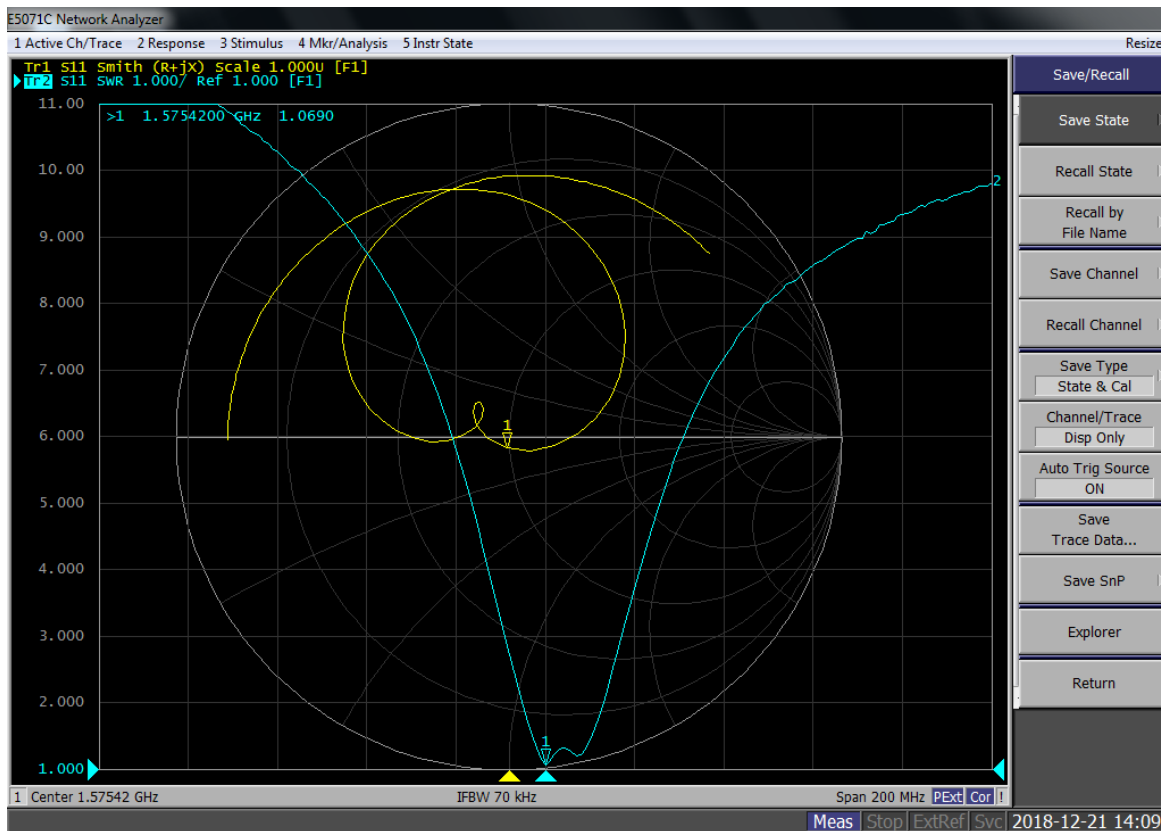 E5071C Network Analyzer
1 Active Ch/Trace 2 Response 3 Stimulus 4 Mkr/Analysis 5 Instr State Resize
Tr1 S11 Smith (R+jX) Scale 1.000U [F1]
Tr2 S11 SWR 1.000/ Ref 1.000 [F1]
>1 1.5754200 GHz 1.0690
11.00
10.00
9.000
8.000
7.000
6.000
5.000
4.000
3.000
2.000
1.000
2
1
1
1 Center 1.57542 GHz IFBW 70 kHz Span 200 MHz PExt Cor !
Save/Recall
Save State
Recall State
Recall by
File Name
Save Channel
Recall Channel
Save Type
State & Cal
Channel/Trace
Disp Only
Auto Trig Source
ON
Save
Trace Data...
Save SnP
Explorer
Return
Meas Stop ExtRef Svc 2018-12-21 14:09